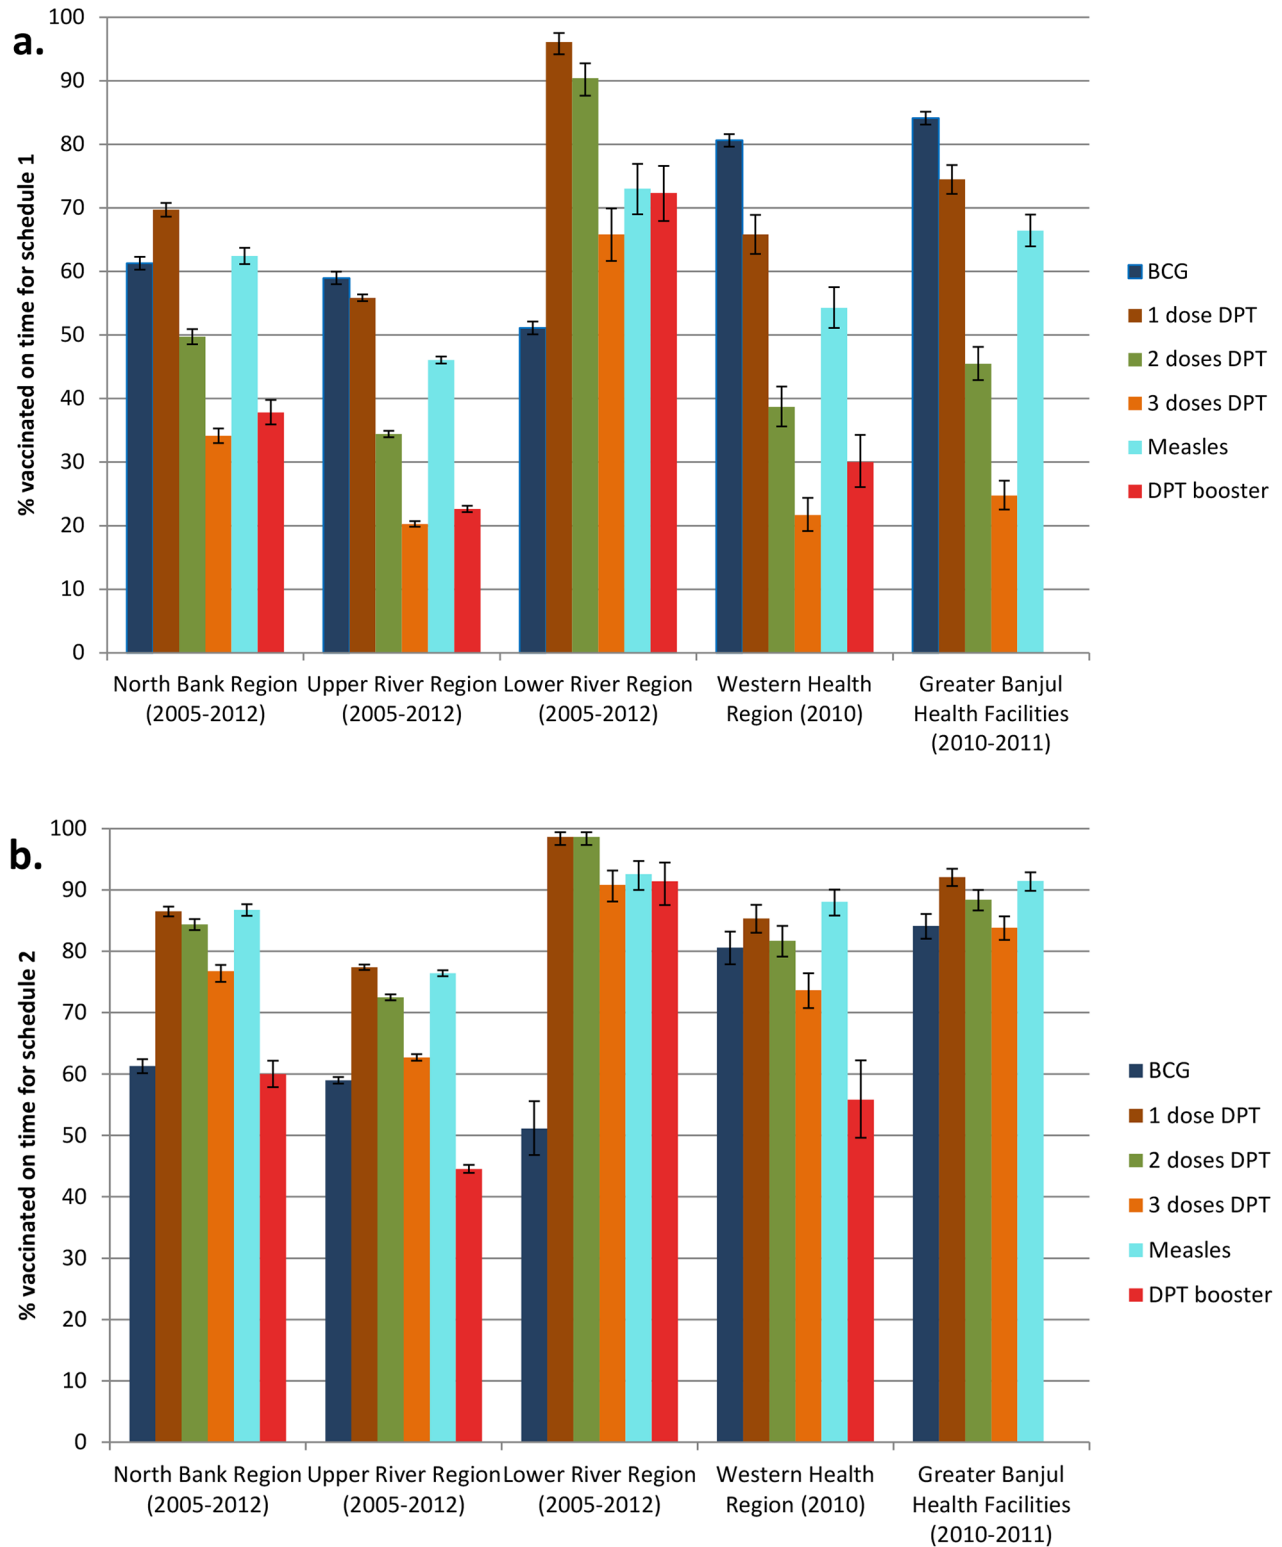 a.
% vaccinated on time for schedule 1
100
90
80
70
60
50
40
30
20
10
0
North Bank Region
(2005-2012)
Upper River Region
(2005-2012)
Lower River Region
(2005-2012)
Western Health
Region (2010)
Greater Banjul
Health Facilities
(2010-2011)
BCG
1 dose DPT
2 doses DPT
3 doses DPT
Measles
DPT booster
b.
% vaccinated on time for schedule 2
100
90
80
70
60
50
40
30
20
10
0
North Bank Region
(2005-2012)
Upper River Region
(2005-2012)
Lower River Region
(2005-2012)
Western Health
Region (2010)
Greater Banjul
Health Facilities
(2010-2011)
BCG
1 dose DPT
2 doses DPT
3 doses DPT
Measles
DPT booster